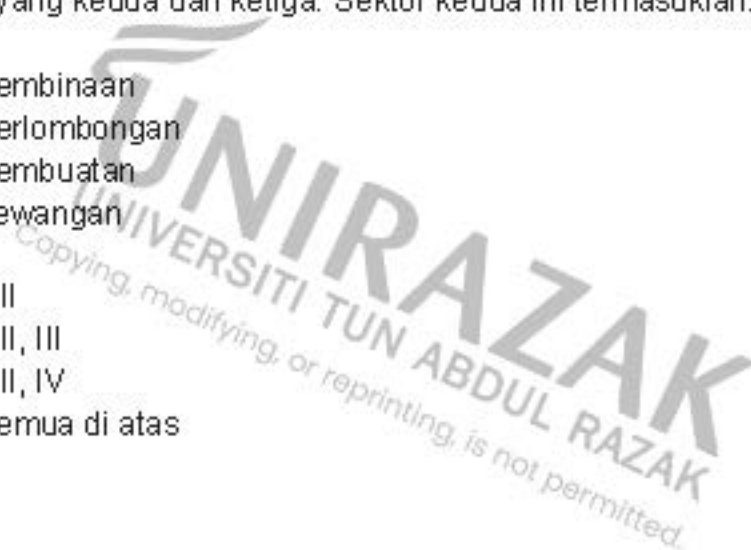 yang kedua dan ketiga. Sektor kedua ini termasuklah
embinaan
erlombongan
embuatan
ewangan
II
II, III
II, IV
emua di atas
UNIRAZAK
UNIVERSITI TUN ABDUL RAZAK
Copying, modifying, or reprinting, is not permitted.